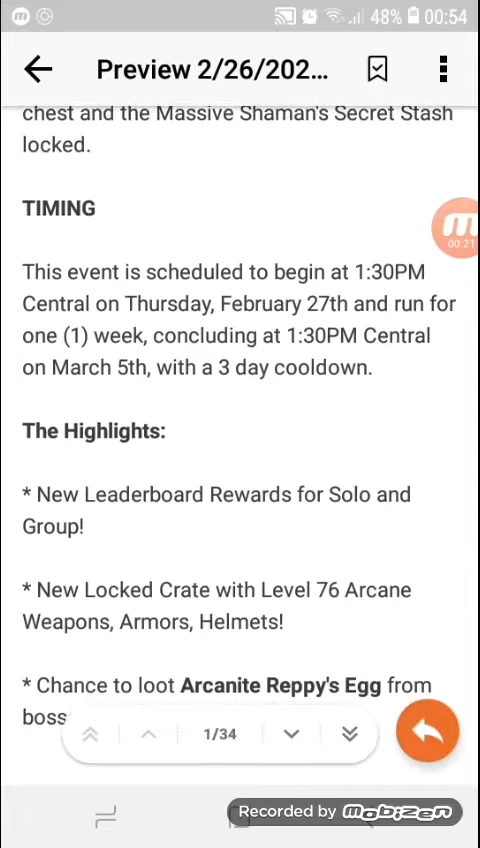 48% 00:54
Preview 2/26/202...
chest and the Massive Shaman's Secret Stash
locked.
TIMING
00:21
This event is scheduled to begin at 1:30PM
Central on Thursday, February 27th and run for
one (1) week, concluding at 1:30PM Central
on March 5th, with a 3 day cooldown.
The Highlights:
* New Leaderboard Rewards for Solo and
Group!
* New Locked Crate with Level 76 Arcane
Weapons, Armors, Helmets!
* Chance to loot Arcanite Reppy's Egg from
boss
1/34
Recorded by mobizen